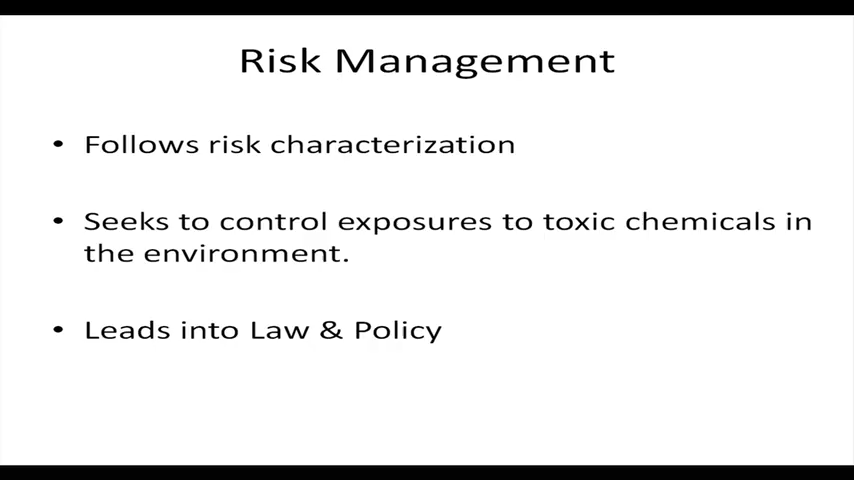 Risk Management
• Follows risk characterization
• Seeks to control exposures to toxic chemicals in
the environment.
• Leads into Law & Policy